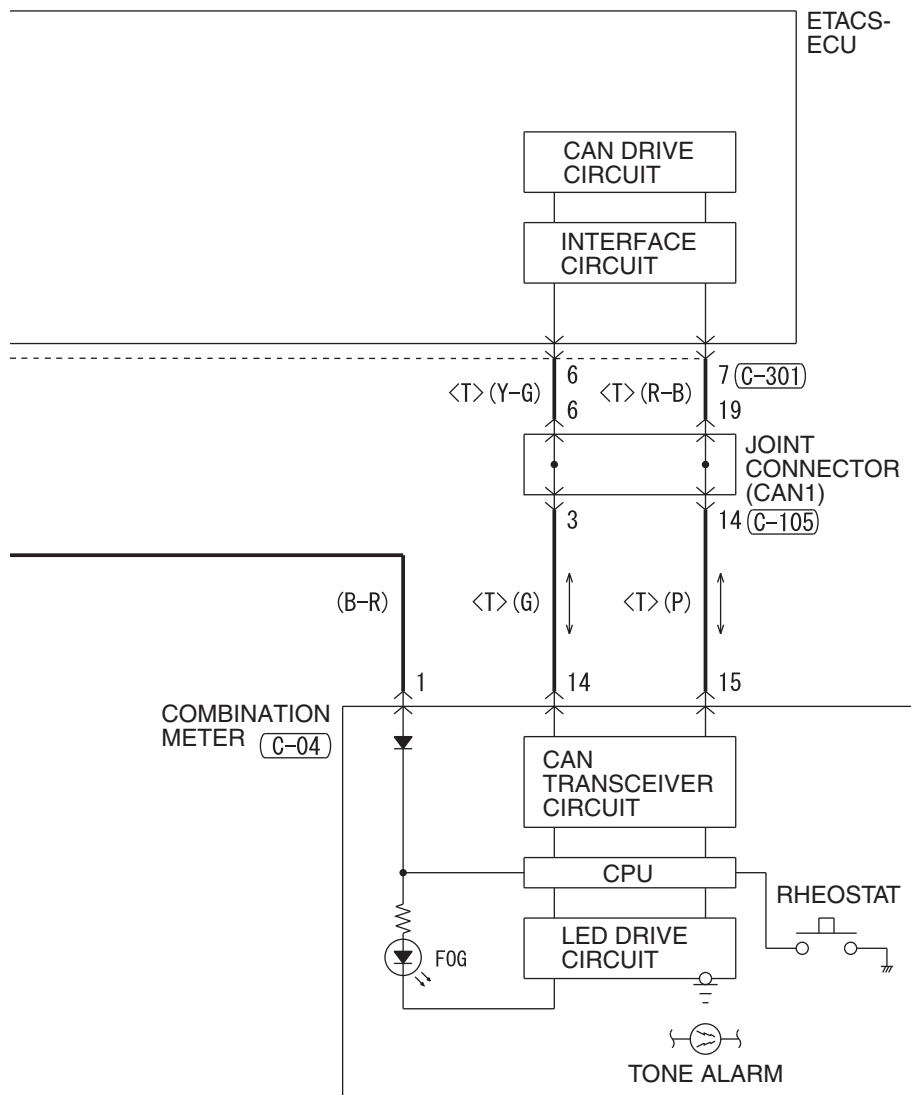 ETACS-
ECU
CAN DRIVE
CIRCUIT
INTERFACE
CIRCUIT
6
7 (C-301)
<T>(Y-G)
<T>(R-B)
6
19
JOINT
CONNECTOR
(CAN1)
3
14 (C-105)
(B-R)
<T>(G)
<T>(P)
1
14
15
COMBINATION
METER (C-04)
CAN
TRANSCEIVER
CIRCUIT
CPU
RHEOSTAT
LED DRIVE
CIRCUIT
FOG
TONE ALARM